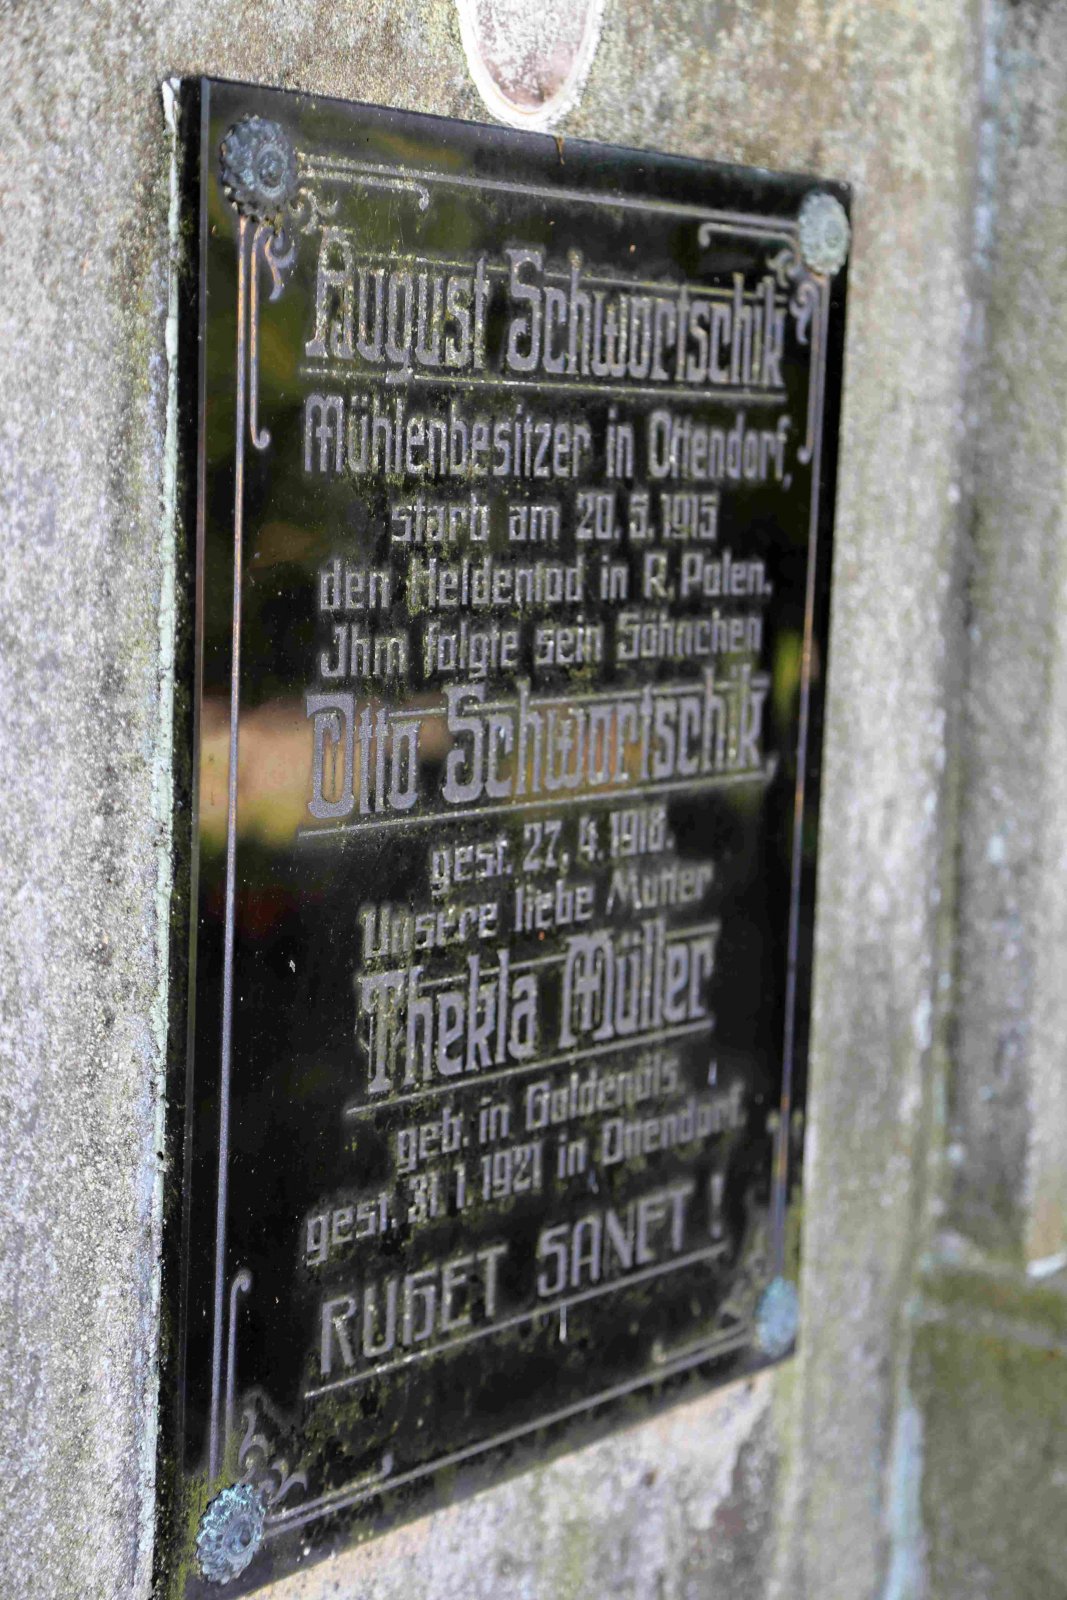 August Schwortschik
Mühlenbesitzer in Ottendorf,
starb am 20. 5. 1915
den Heldentod in R. Polen.
Ihm folgte sein Söhnchen
Otto Schwortschik
gest. 27. 4. 1918.
Unsere liebe Mutter
Thekla Müller
geb. in Goldenöls
gest. 31. 1. 1921 in Ottendorf.
RUHET SANFT!